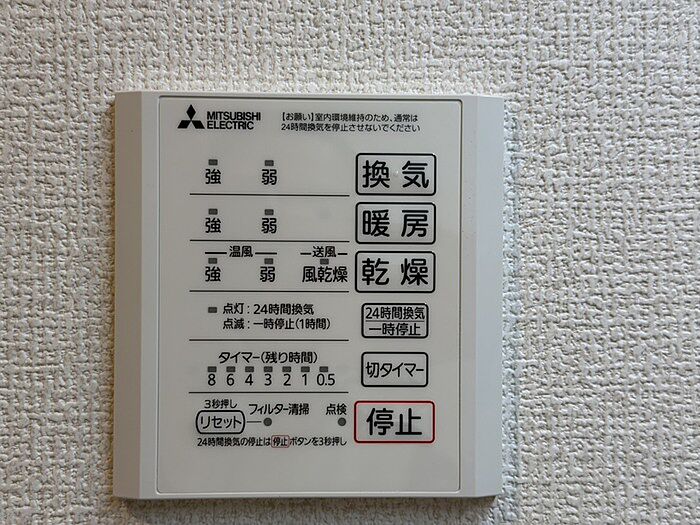 MITSUBISHI
ELECTRIC
【お願い】室内環境維持のため、通常は
24時間換気を停止させないでください
強 弱 換気
強 弱 暖房
温風 送風
強 弱 風乾燥 乾燥
点灯:24時間換気
点滅:一時停止(1時間)
24時間換気
一時停止
タイマー(残り時間)
8 6 4 3 2 1 0.5
切タイマー
3秒押し
リセット フィルター清掃 点検
停止
24時間換気の停止は停止ボタンを3秒押し